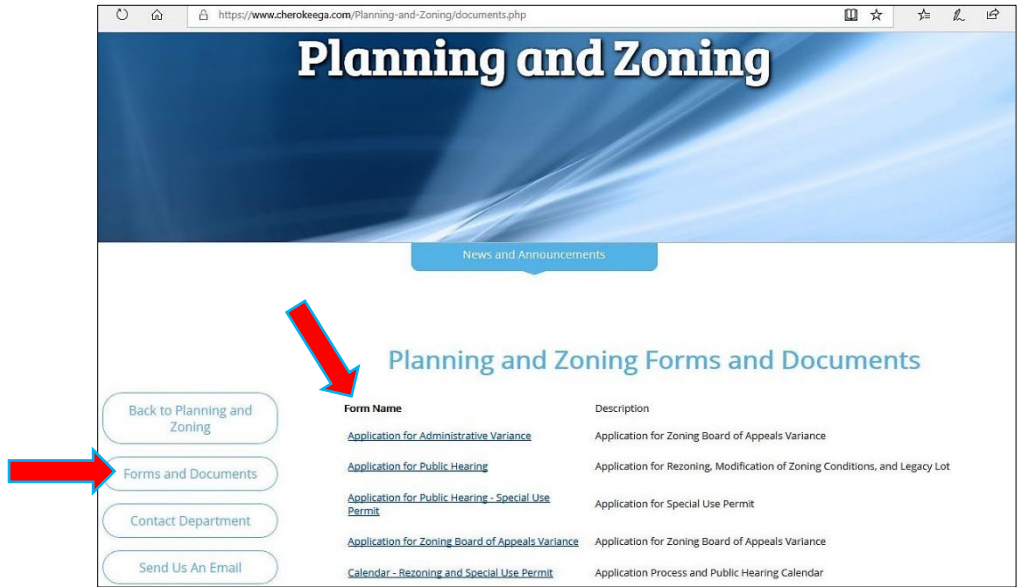 https://www.cherokeega.com/Planning-and-Zoning/documents.php
Planning and Zoning
News and Announcements
Planning and Zoning Forms and Documents
Back to Planning and
Zoning
Forms and Documents
Contact Department
Send Us An Email
Form Name Description
Application for Administrative Variance Application for Zoning Board of Appeals Variance
Application for Public Hearing Application for Rezoning, Modification of Zoning Conditions, and Legacy Lot
Application for Public Hearing - Special Use
Permit Application for Special Use Permit
Application for Zoning Board of Appeals Variance Application for Zoning Board of Appeals Variance
Calendar - Rezoning and Special Use Permit Application Process and Public Hearing Calendar